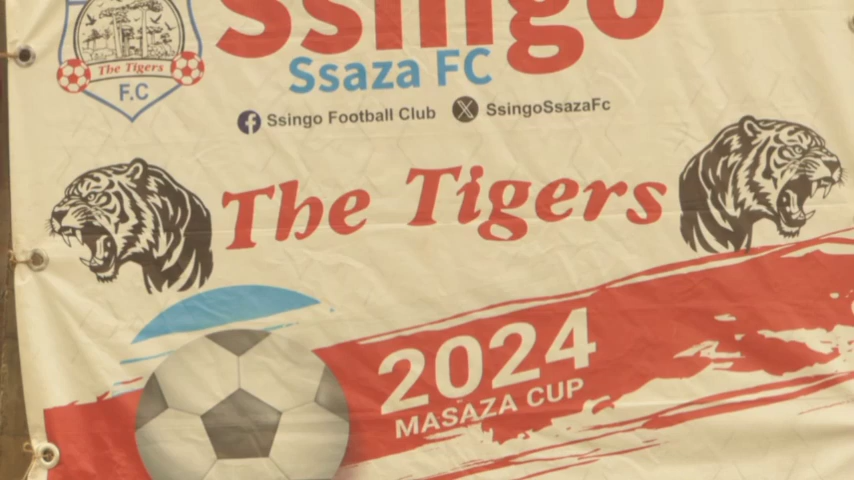 Ssingo
Ssaza FC
The Tigers
F.C
Ssingo Football Club SsingoSsazaFc
The Tigers
2024
MASAZA CUP